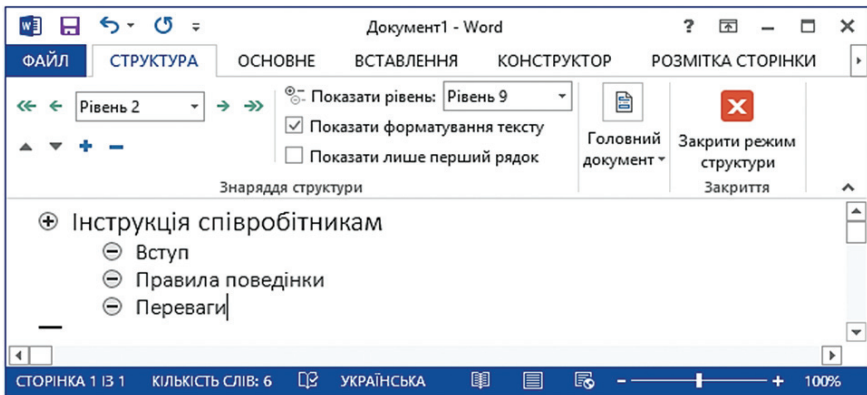 Документ1 - Word
ФАЙЛ СТРУКТУРА ОСНОВНЕ ВСТАВЛЕННЯ КОНСТРУКТОР РОЗМІТКА СТОРІНКИ
Рівень 2 Показати рівень: Рівень 9
Показати форматування тексту
Показати лише перший рядок
Головний документ
Закрити режим структури
Знаряддя структури Закриття
Інструкція співробітникам
Вступ
Правила поведінки
Переваги
СТОРІНКА 1 ІЗ 1 КІЛЬКІСТЬ СЛІВ: 6 УКРАЇНСЬКА 100%